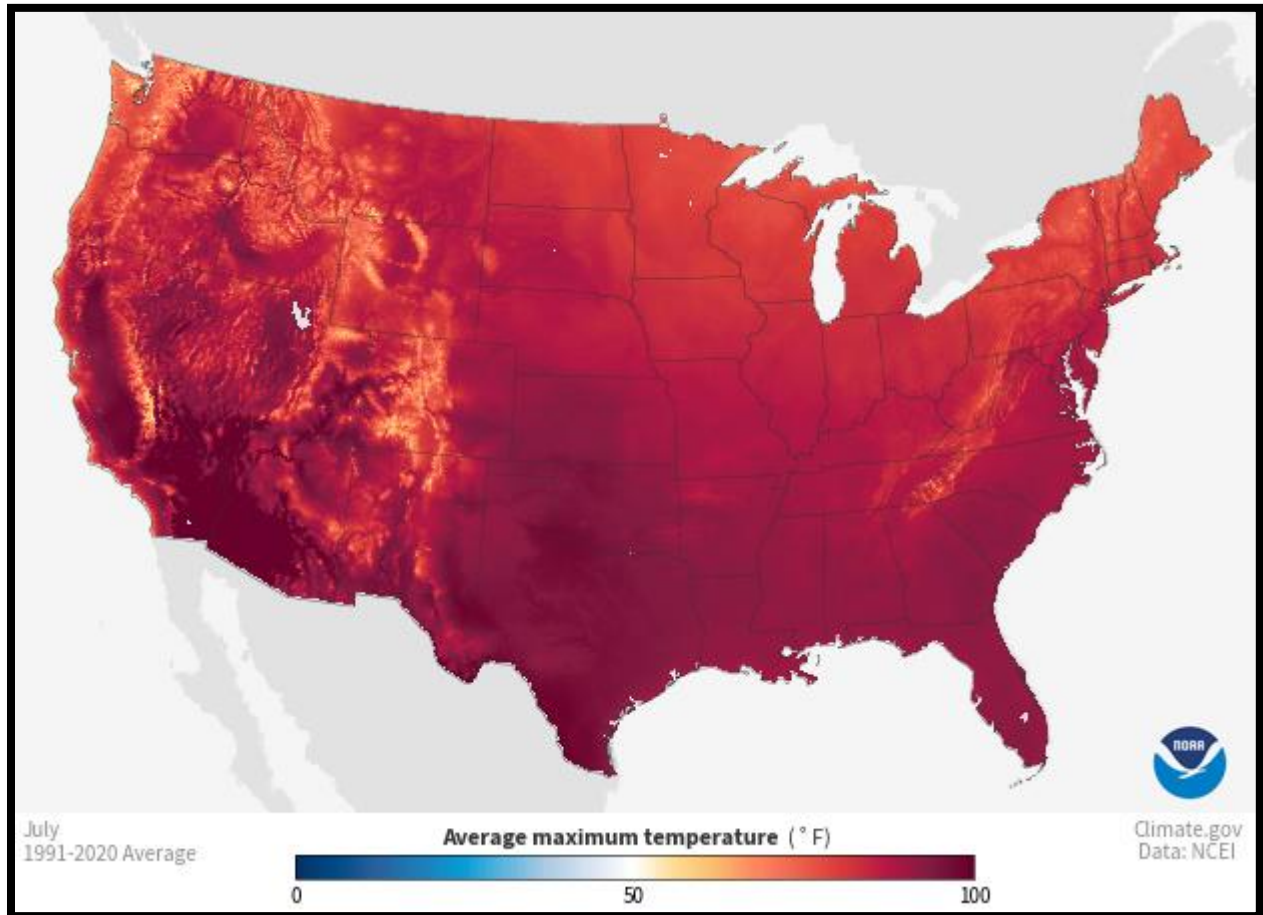 NOAA
July
1991-2020 Average
Average maximum temperature (°F)
0
50
100
Climate.gov
Data: NCEI